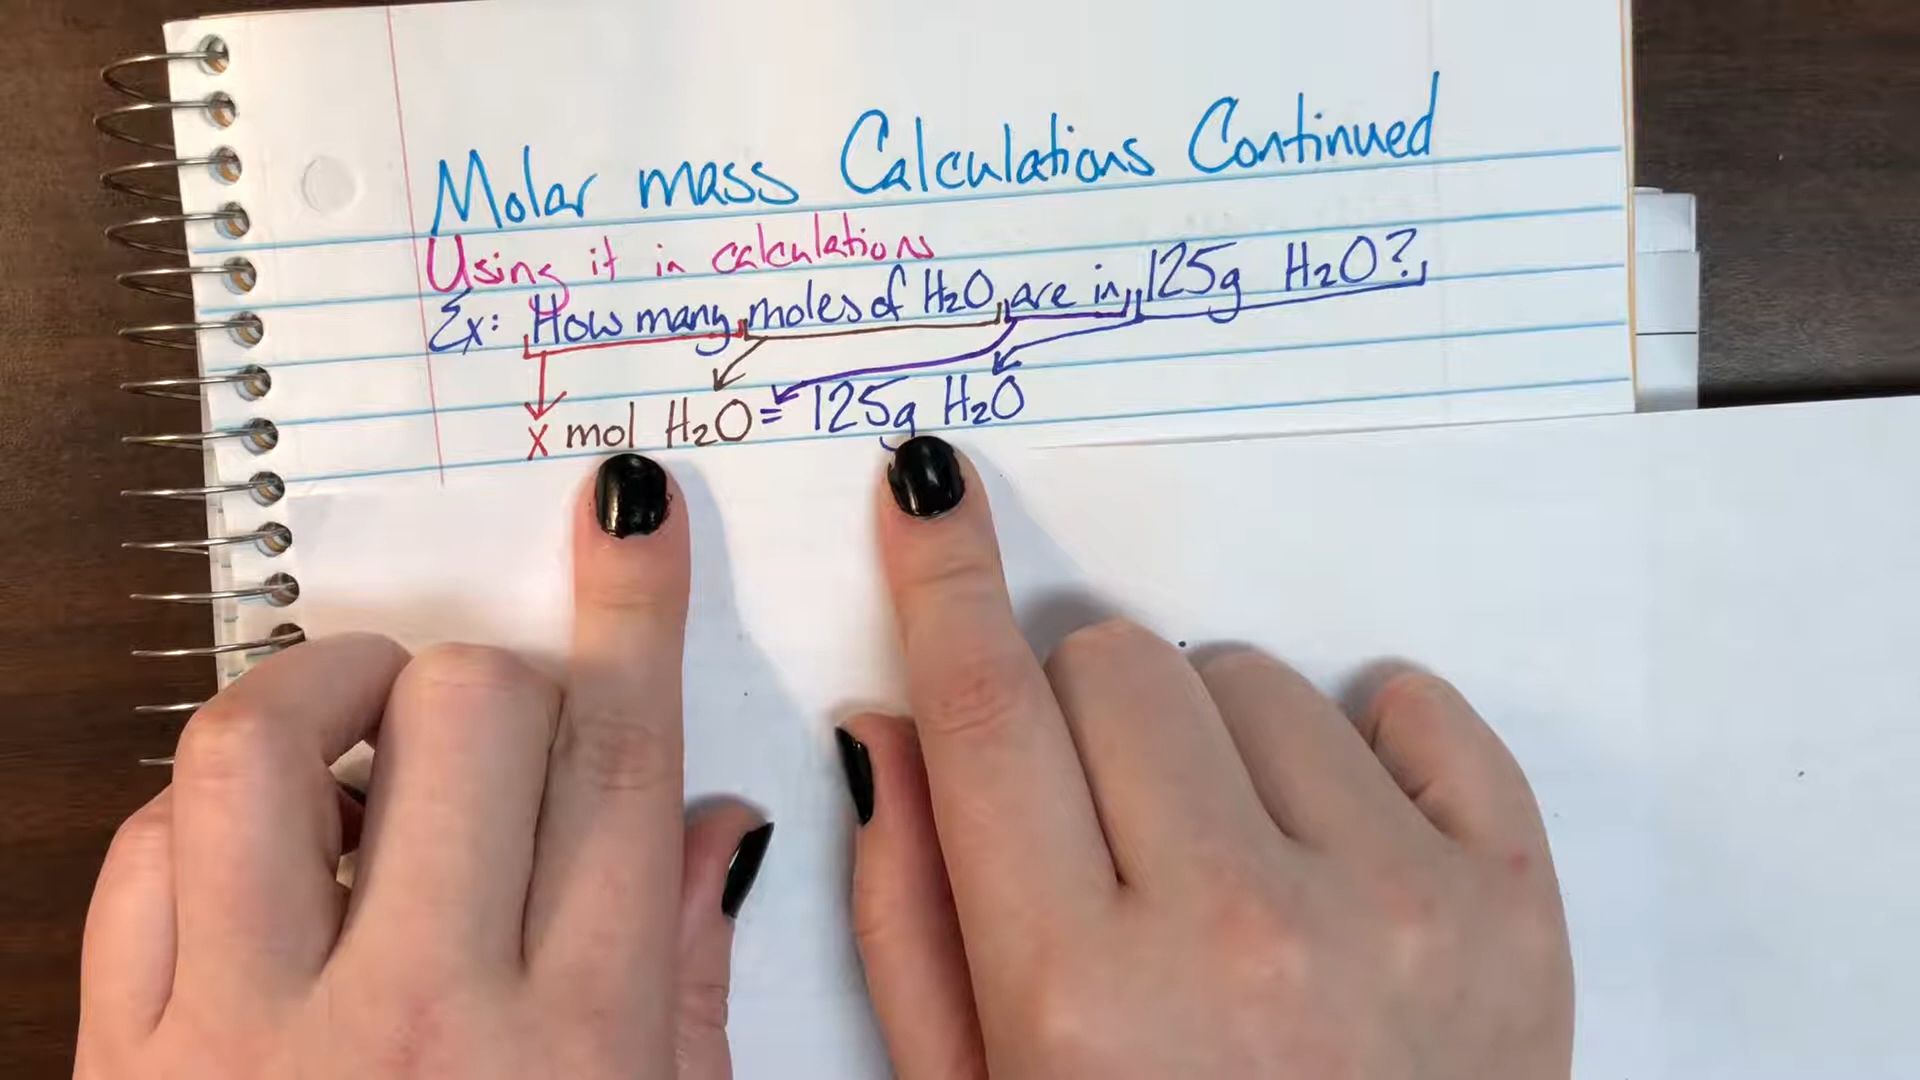 Molar mass Calculations Continued
Using it in calculations
Ex: How many moles of H₂O are in 125g H₂O?
x mol H₂O = 125g H₂O